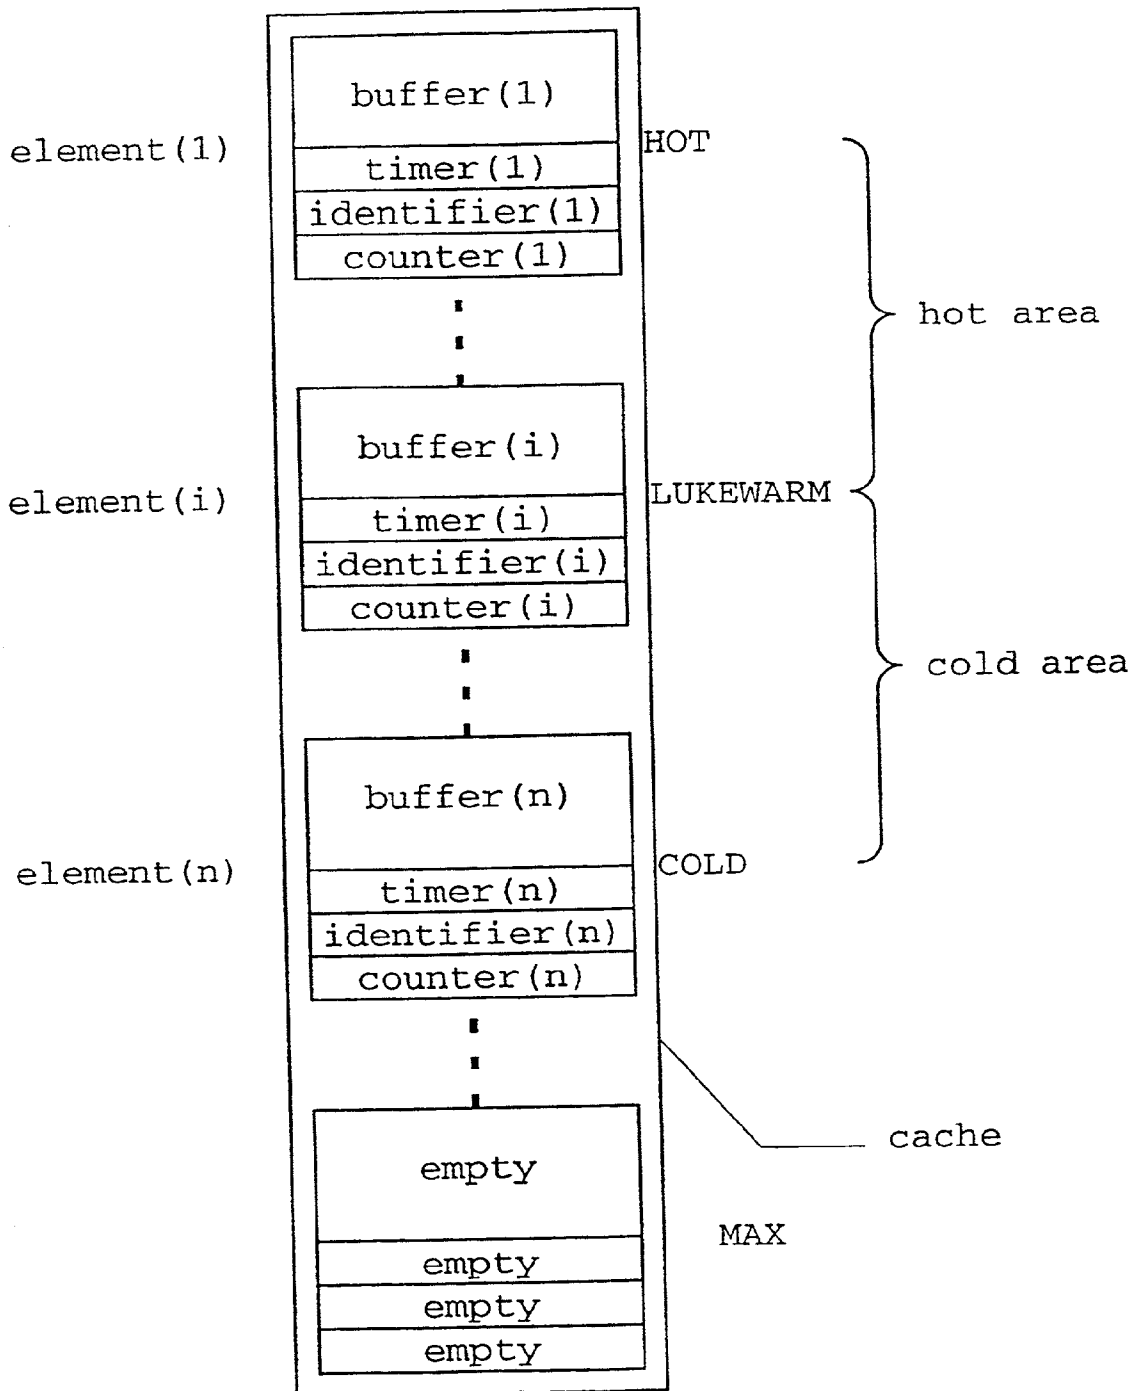 buffer(1)
element(1)
HOT
timer(1)
identifier(1)
counter(1)
hot area
buffer(i)
element(i)
LUKEWARM
timer(i)
identifier(i)
counter(i)
cold area
buffer(n)
element(n)
COLD
timer(n)
identifier(n)
counter(n)
cache
empty
MAX
empty
empty
empty